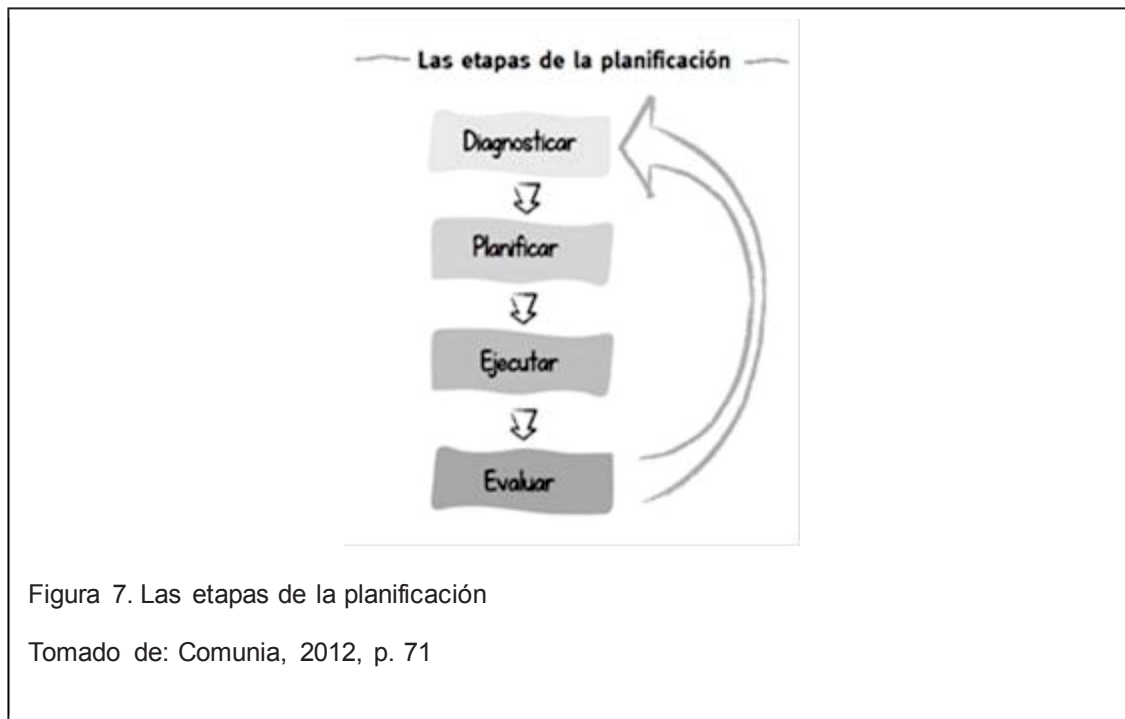 Las etapas de la planificación
Diagnosticar
Planificar
Ejecutar
Evaluar
Figura 7. Las etapas de la planificación
Tomado de: Comunia, 2012, p. 71